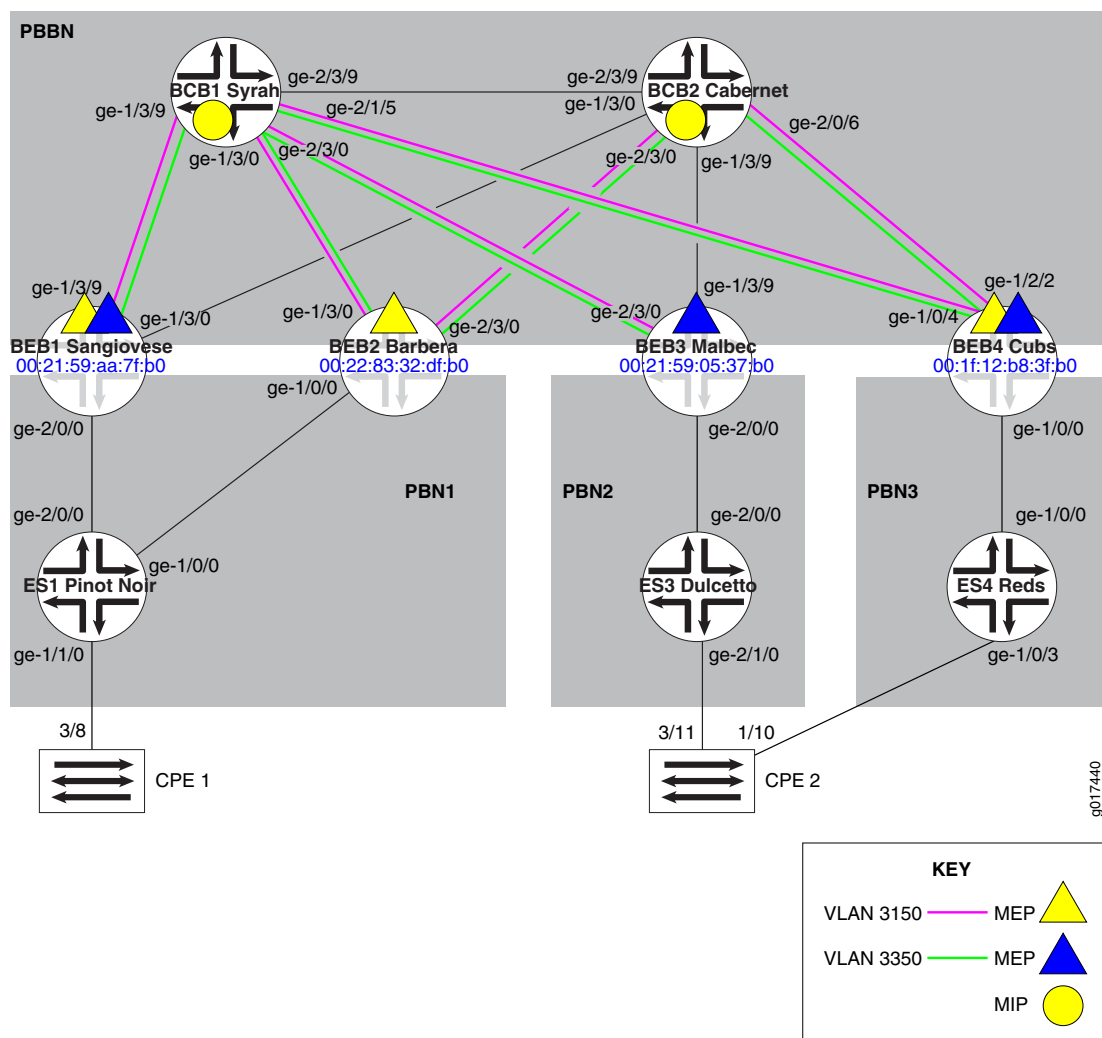 PBBN
ge-2/3/9
ge-2/3/9
BCB1 Syrah
BCB2 Cabernet
ge-1/3/9
ge-2/1/5
ge-1/3/0
ge-2/0/6
ge-1/3/0
ge-2/3/0
ge-2/3/0
ge-1/3/9
ge-1/3/9
ge-1/3/0
ge-1/3/0
ge-2/3/0
ge-2/3/0
ge-1/3/9
ge-1/0/4
ge-1/2/2
BEB1 Sangiovese
BEB2 Barbera
BEB3 Malbec
BEB4 Cubs
00:21:59:aa:7f:b0
00:22:83:32:df:b0
00:21:59:05:37:b0
00:1f:12:b8:3f:b0
ge-1/0/0
ge-2/0/0
ge-2/0/0
ge-1/0/0
PBN1
PBN2
PBN3
ge-2/0/0
ge-2/0/0
ge-1/0/0
ge-1/0/0
ES1 Pinot Noir
ES3 Dulcetto
ES4 Reds
ge-1/1/0
ge-2/1/0
ge-1/0/3
3/8
3/11
1/10
CPE 1
CPE 2
g017440
KEY
VLAN 3150
MEP
VLAN 3350
MEP
MIP